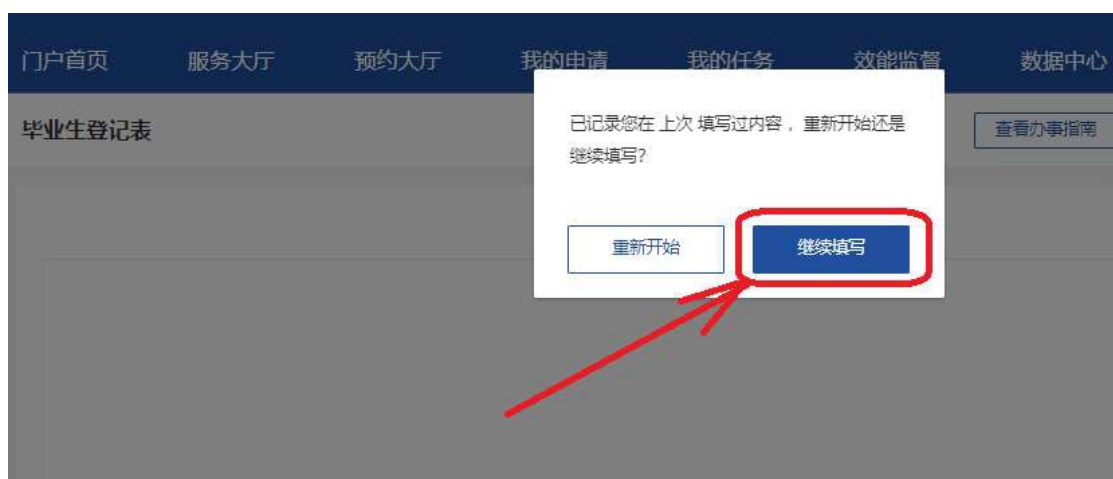 门户首页 服务大厅 预约大厅 我的申请 我的任务 效能监督 数据中心
毕业生登记表
查看办事指南
已记录您在 上次 填写过内容，重新开始还是
继续填写?
重新开始 继续填写